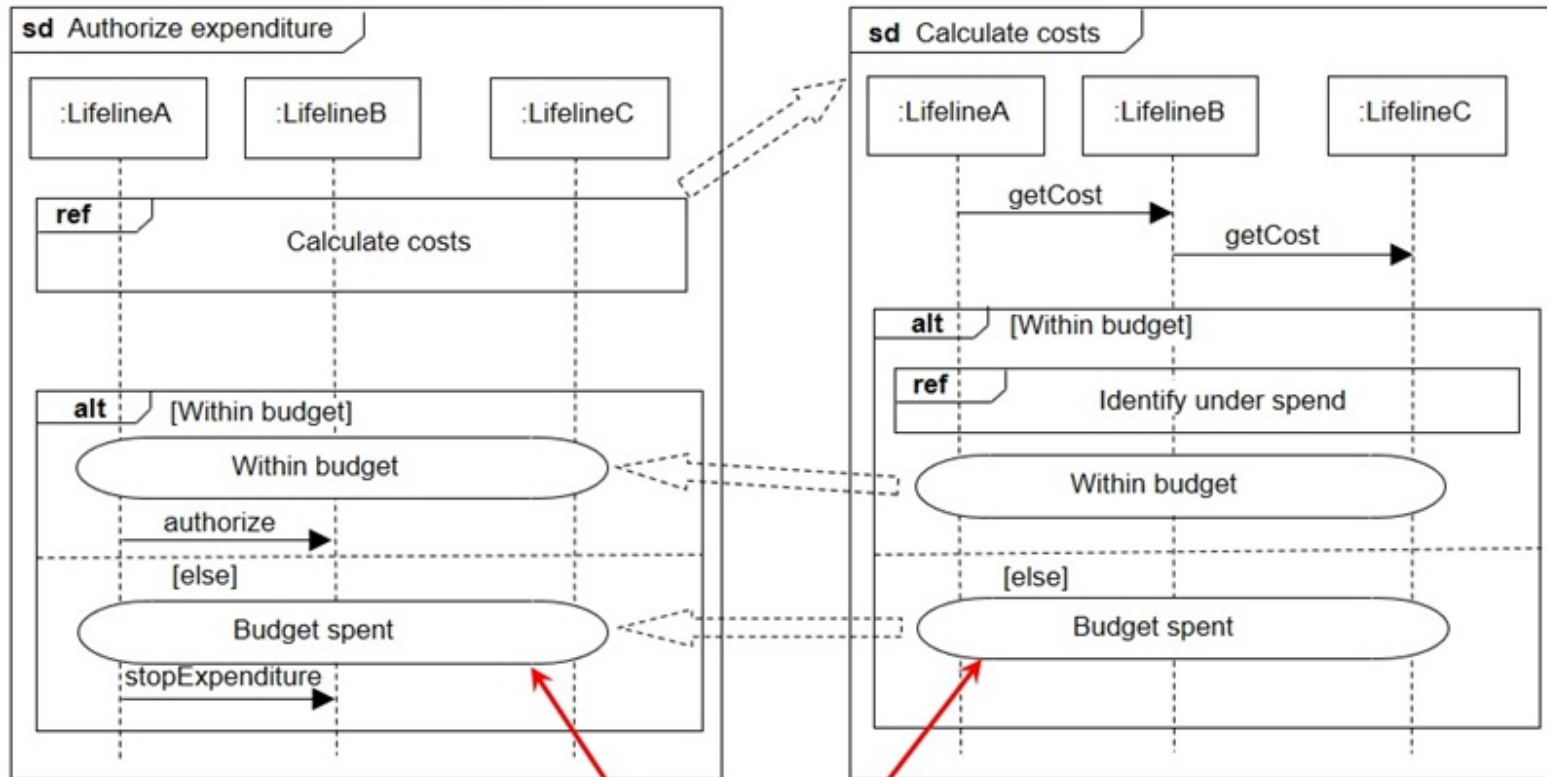 sd Authorize expenditure
:LifelineA
:LifelineB
:LifelineC
ref
Calculate costs
alt
[Within budget]
Within budget
authorize
[else]
Budget spent
stopExpenditure
sd Calculate costs
:LifelineA
:LifelineB
:LifelineC
getCost
getCost
alt
[Within budget]
ref
Identify under spend
Within budget
[else]
Budget spent